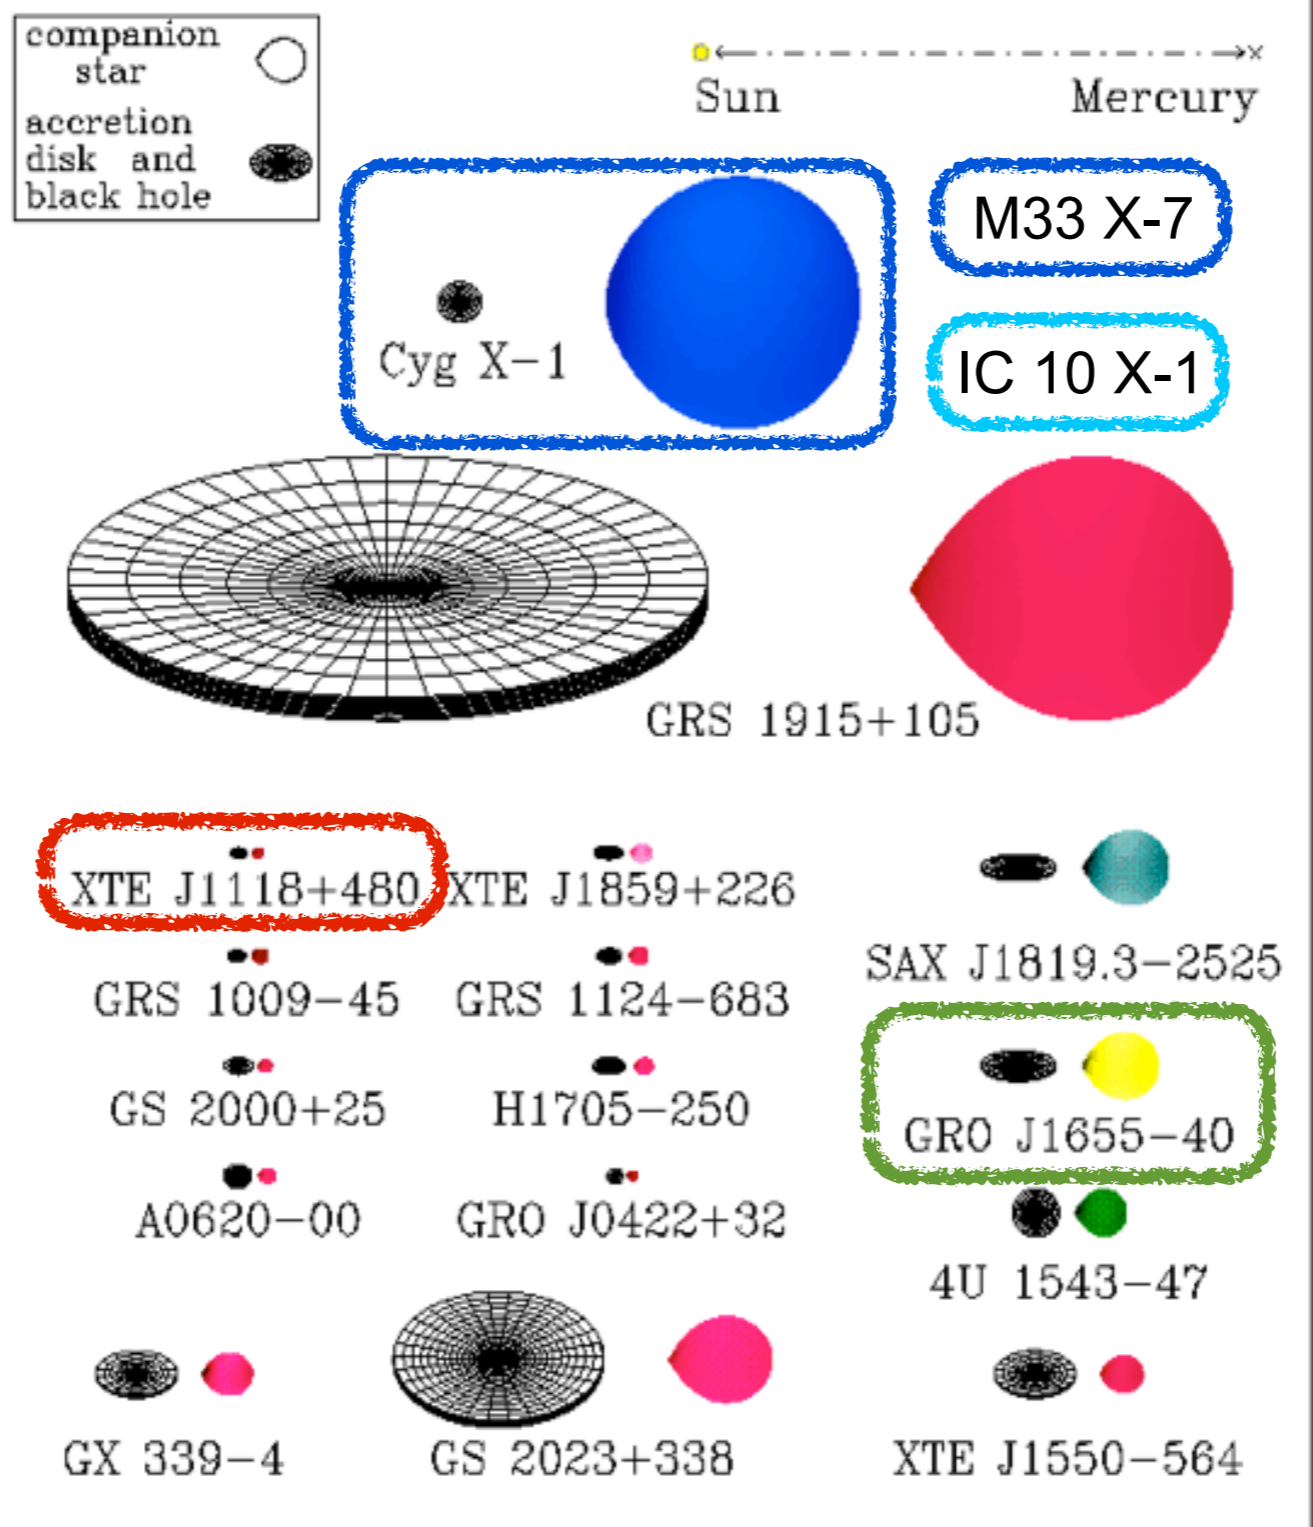 companion
star
accretion
disk and
black hole
Sun
Mercury
M33 X-7
Cyg X-1
IC 10 X-1
GRS 1915+105
XTE J1118+480
XTE J1859+226
SAX J1819.3-2525
GRS 1009-45
GRS 1124-683
GS 2000+25
H1705-250
GRO J1655-40
A0620-00
GRO J0422+32
4U 1543-47
GX 339-4
GS 2023+338
XTE J1550-564